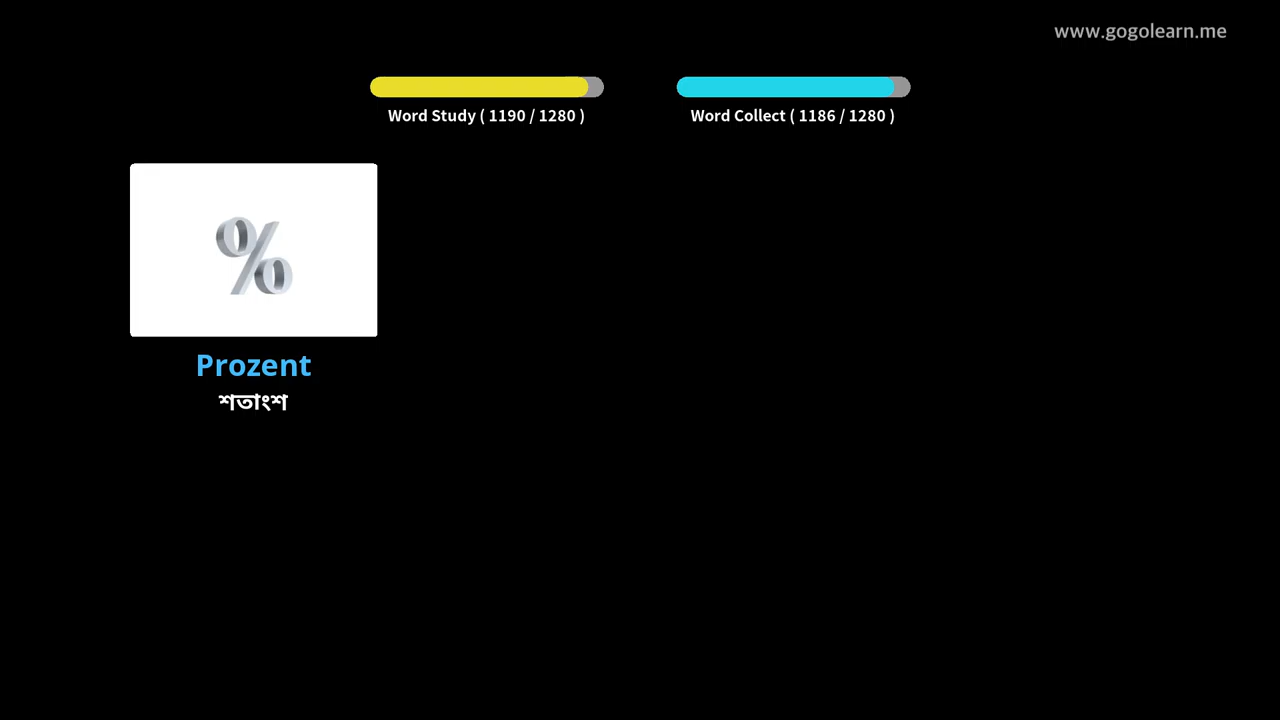 www.gogolearn.me
Word Study ( 1190 / 1280 )
Word Collect ( 1186 / 1280 )
%
Prozent
শতাংশ